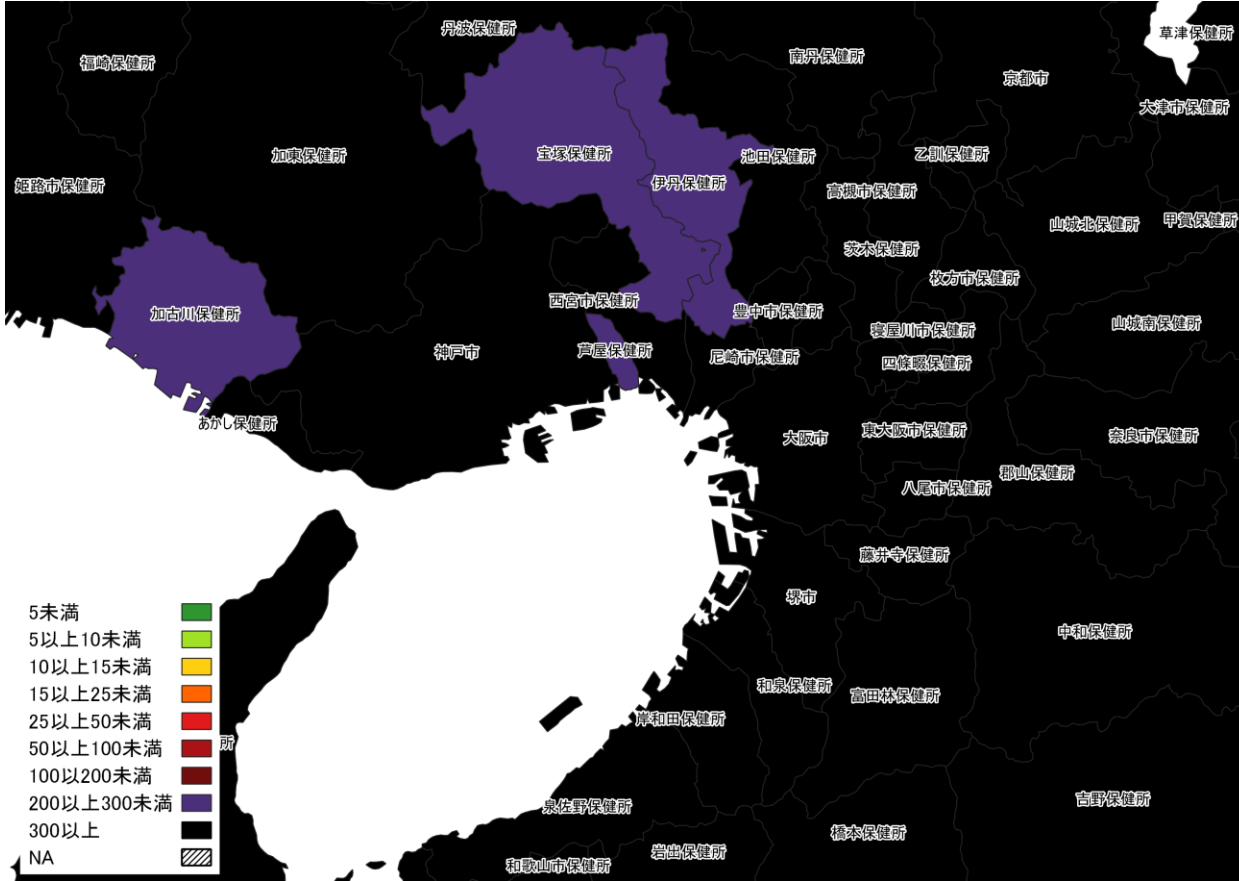 丹波保健所
草津保健所
福崎保健所
南丹保健所
京都市
大津市保健所
加東保健所
宝塚保健所
池田保健所
乙訓保健所
姫路市保健所
伊丹保健所
高槻市保健所
山城北保健所
甲賀保健所
茨木保健所
枚方市保健所
西宮市保健所
加古川保健所
豊中市保健所
寝屋川市保健所
山城南保健所
神戸市
芦屋保健所
尼崎市保健所
四條畷保健所
あかし保健所
大阪市
東大阪市保健所
奈良市保健所
郡山保健所
八尾市保健所
藤井寺保健所
堺市
中和保健所
和泉保健所
富田林保健所
岸和田保健所
所
泉佐野保健所
吉野保健所
橋本保健所
岩出保健所
和歌山市保健所
5未満
5以上10未満
10以上15未満
15以上25未満
25以上50未満
50以上100未満
100以200未満
200以上300未満
300以上
NA